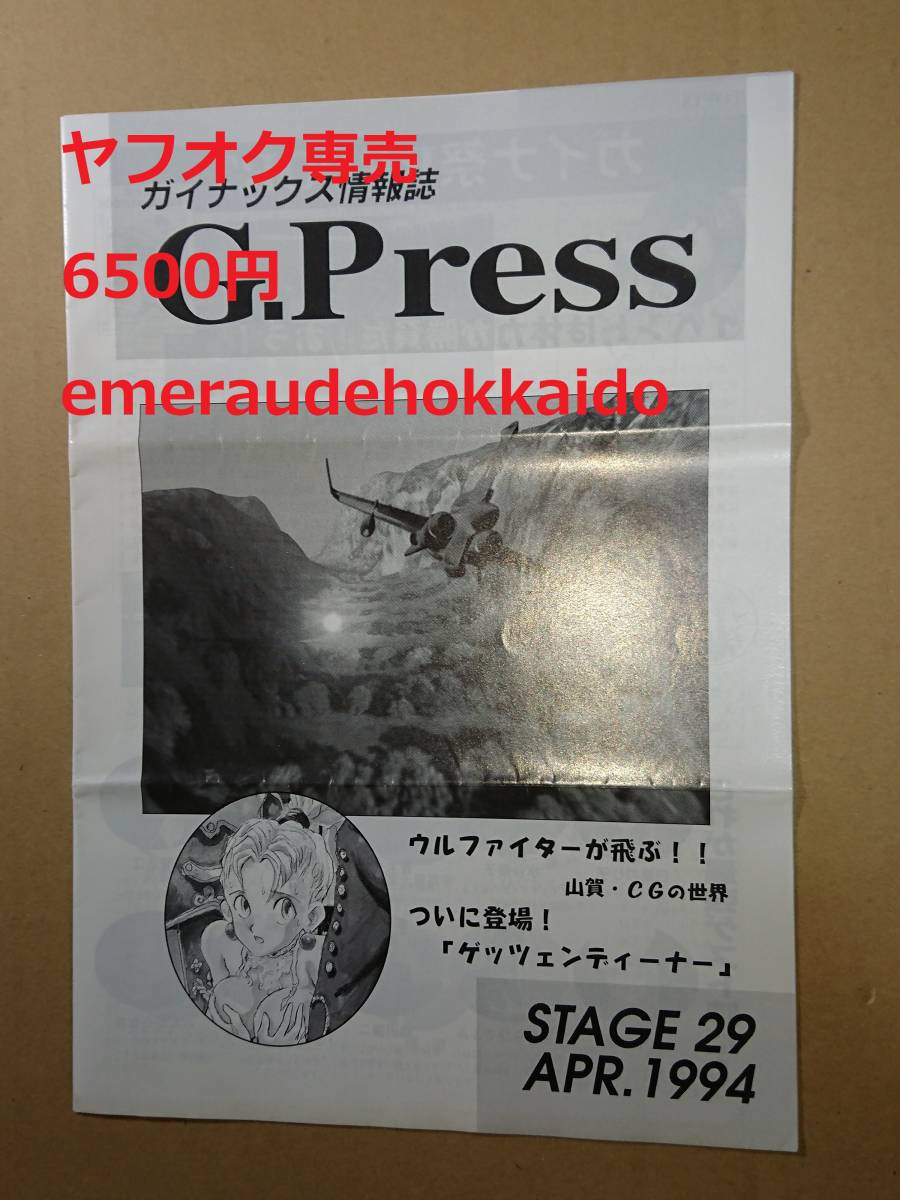 ヤフオク専売
ガイナックス情報誌
6500円
G.Press
emeraudehokkaido
ウルファイターが飛ぶ！！
山賀・CGの世界
ついに登場！
「ゲッツェンディーナー」
STAGE 29
APR.1994